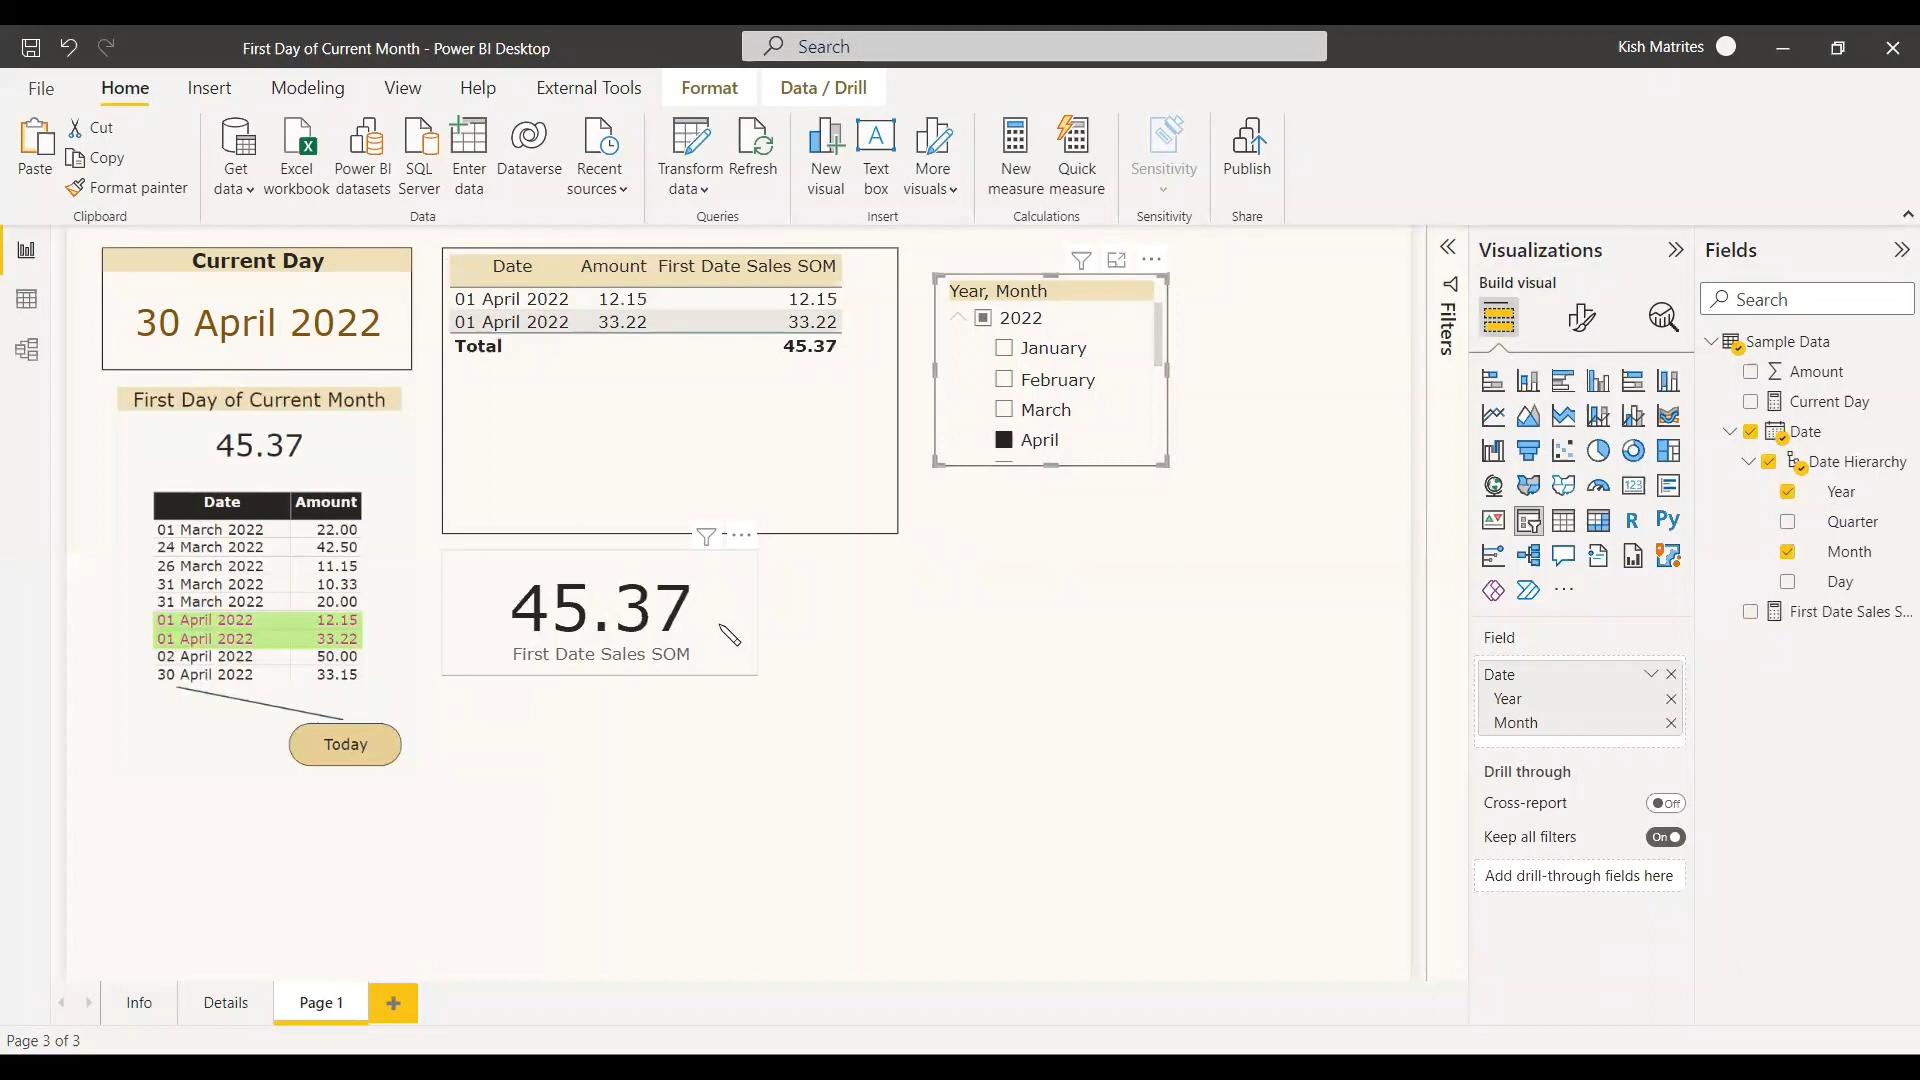 First Day of Current Month - Power BI Desktop
Search
Kish Matrites
File
Home
Insert
Modeling
View
Help
External Tools
Format
Data / Drill
Paste
Cut
Copy
Format painter
Clipboard
Get data
Excel workbook
Power BI datasets
SQL Server
Enter data
Dataverse
Recent sources
Data
Transform data
Refresh
Queries
New visual
Text box
More visuals
Insert
New measure
Quick measure
Calculations
Sensitivity
Sensitivity
Publish
Share
Current Day
30 April 2022
First Day of Current Month
45.37
Date Amount
01 March 2022 22.00
24 March 2022 42.50
26 March 2022 11.15
31 March 2022 10.33
31 March 2022 20.00
01 April 2022 12.15
01 April 2022 33.22
02 April 2022 50.00
30 April 2022 33.15
Today
Date Amount First Date Sales SOM
01 April 2022 12.15 12.15
01 April 2022 33.22 33.22
Total 45.37
45.37
First Date Sales SOM
Year, Month
2022
January
February
March
April
Filters
Visualizations
Build visual
123
R
Py
Field
Date
Year
Month
Drill through
Cross-report
Off
Keep all filters
On
Add drill-through fields here
Fields
Search
Sample Data
Amount
Current Day
Date
Date Hierarchy
Year
Quarter
Month
Day
First Date Sales S...
Info
Details
Page 1
Page 3 of 3